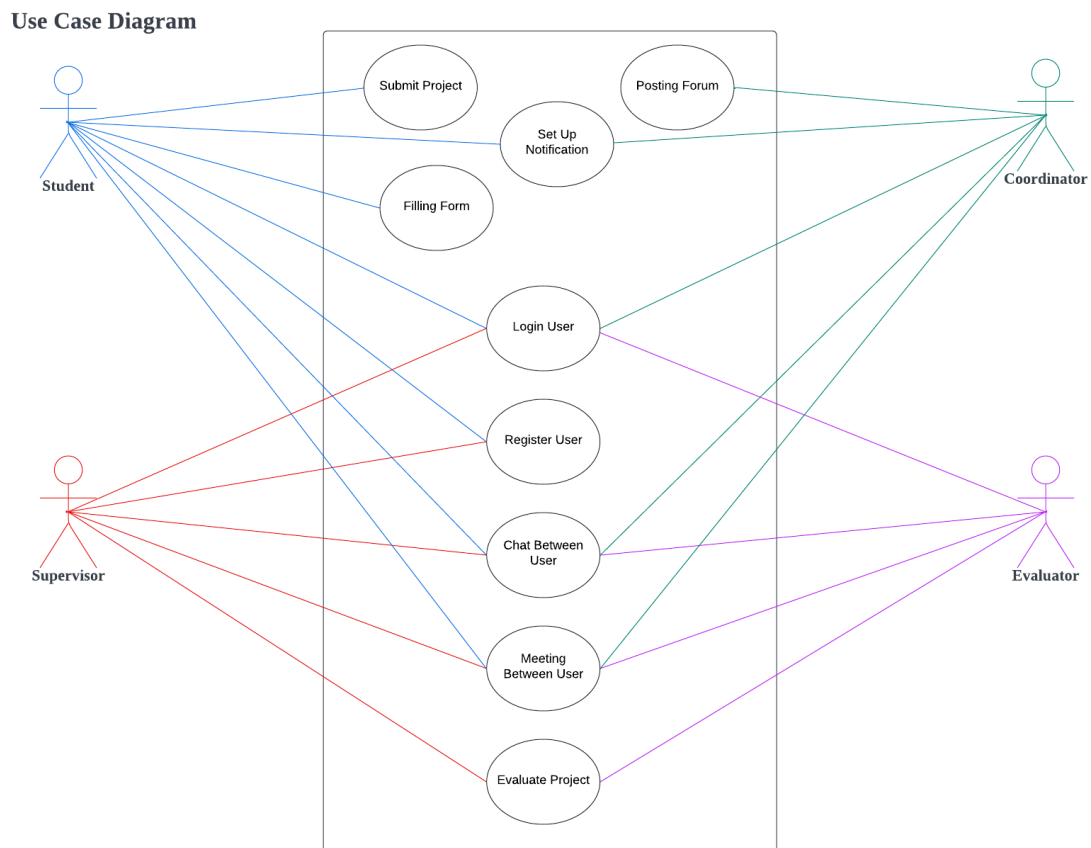 Use Case Diagram
Submit Project
Posting Forum
Set Up
Notification
Student
Coordinator
Filling Form
Login User
Register User
Chat Between
User
Supervisor
Evaluator
Meeting
Between User
Evaluate Project